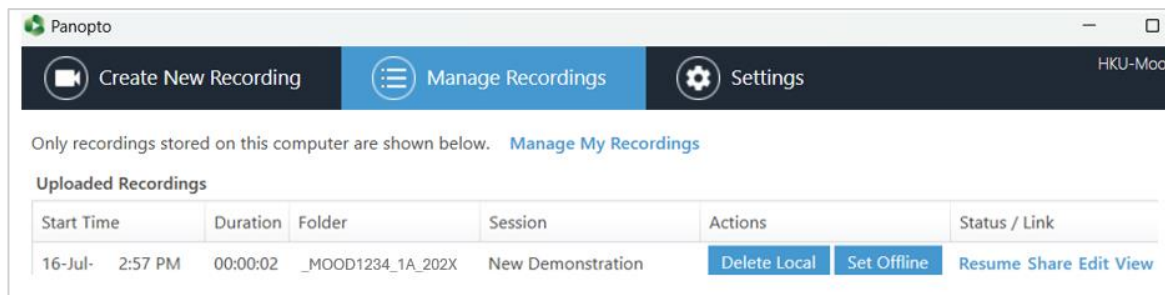 Panopto
Create New Recording Manage Recordings Settings HKU-Moo
Only recordings stored on this computer are shown below. Manage My Recordings
Uploaded Recordings
Start Time Duration Folder Session Actions Status / Link
16-Jul- 2:57 PM 00:00:02 _MOOD1234_1A_202X New Demonstration Delete Local Set Offline Resume Share Edit View